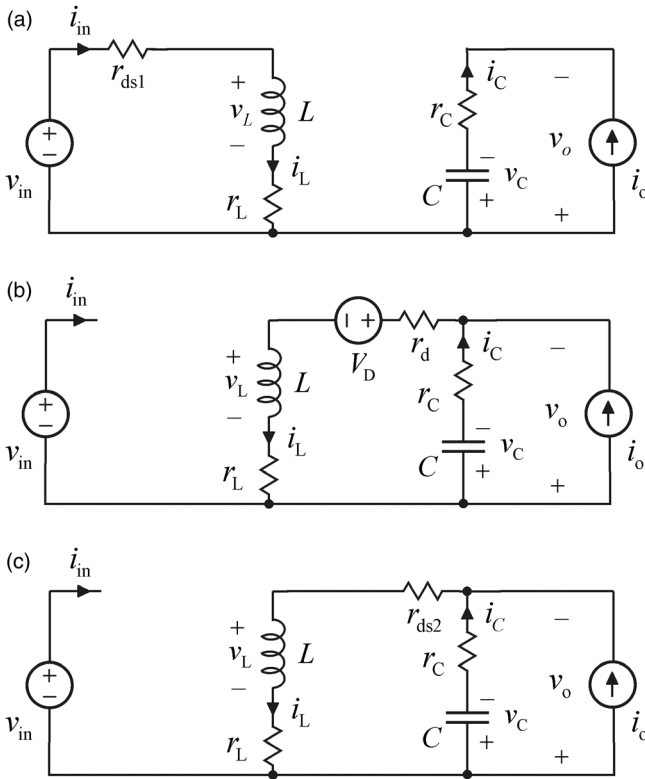 (a)
i_in
r_ds1
+
v_L
L
−
i_L
r_L
+
−
v_in
i_C
r_C
−
v_C
C
+
−
v_o
+
i_o
(b)
i_in
− +
V_D
r_d
+
v_L
L
−
i_L
r_L
+
−
v_in
i_C
r_C
−
v_C
C
+
−
v_o
+
i_o
(c)
i_in
r_ds2
+
v_L
L
−
i_L
r_L
+
−
v_in
i_C
r_C
−
v_C
C
+
−
v_o
+
i_o